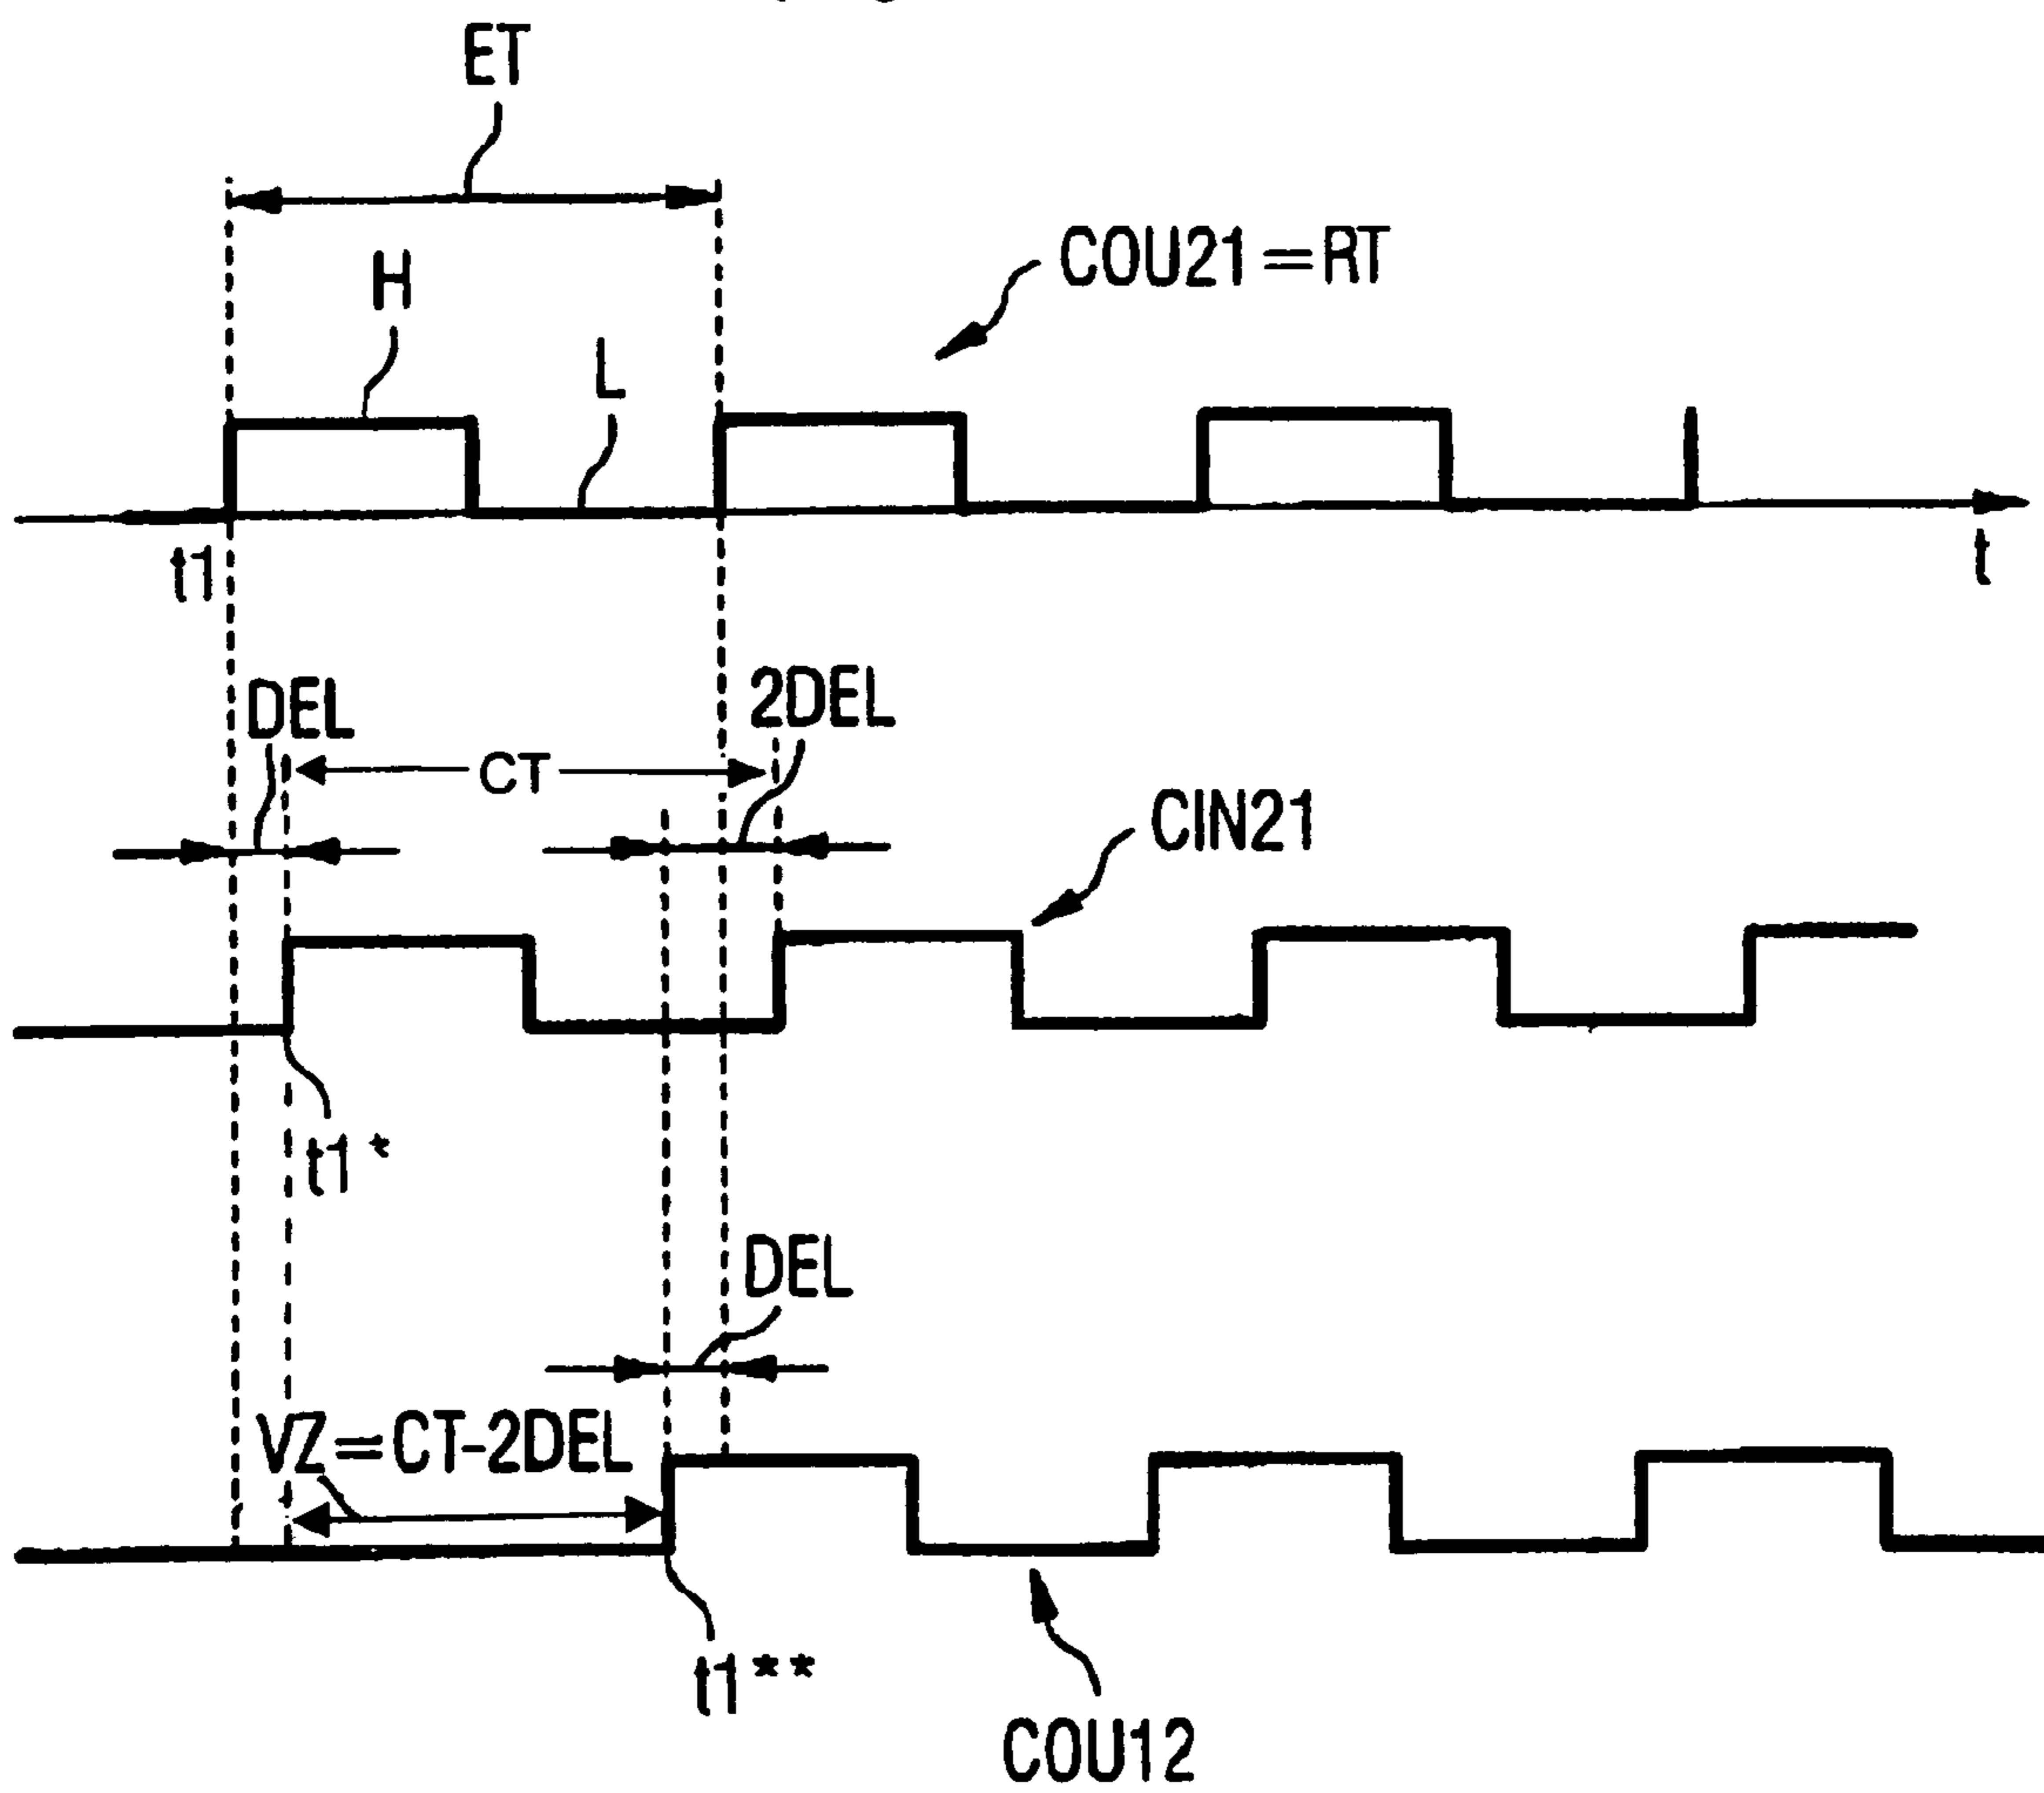 ET
COU21=RT
H
L
t1
t
DEL
2DEL
CT
CIN21
t1*
DEL
VZ=CT-2DEL
t1**
COU12